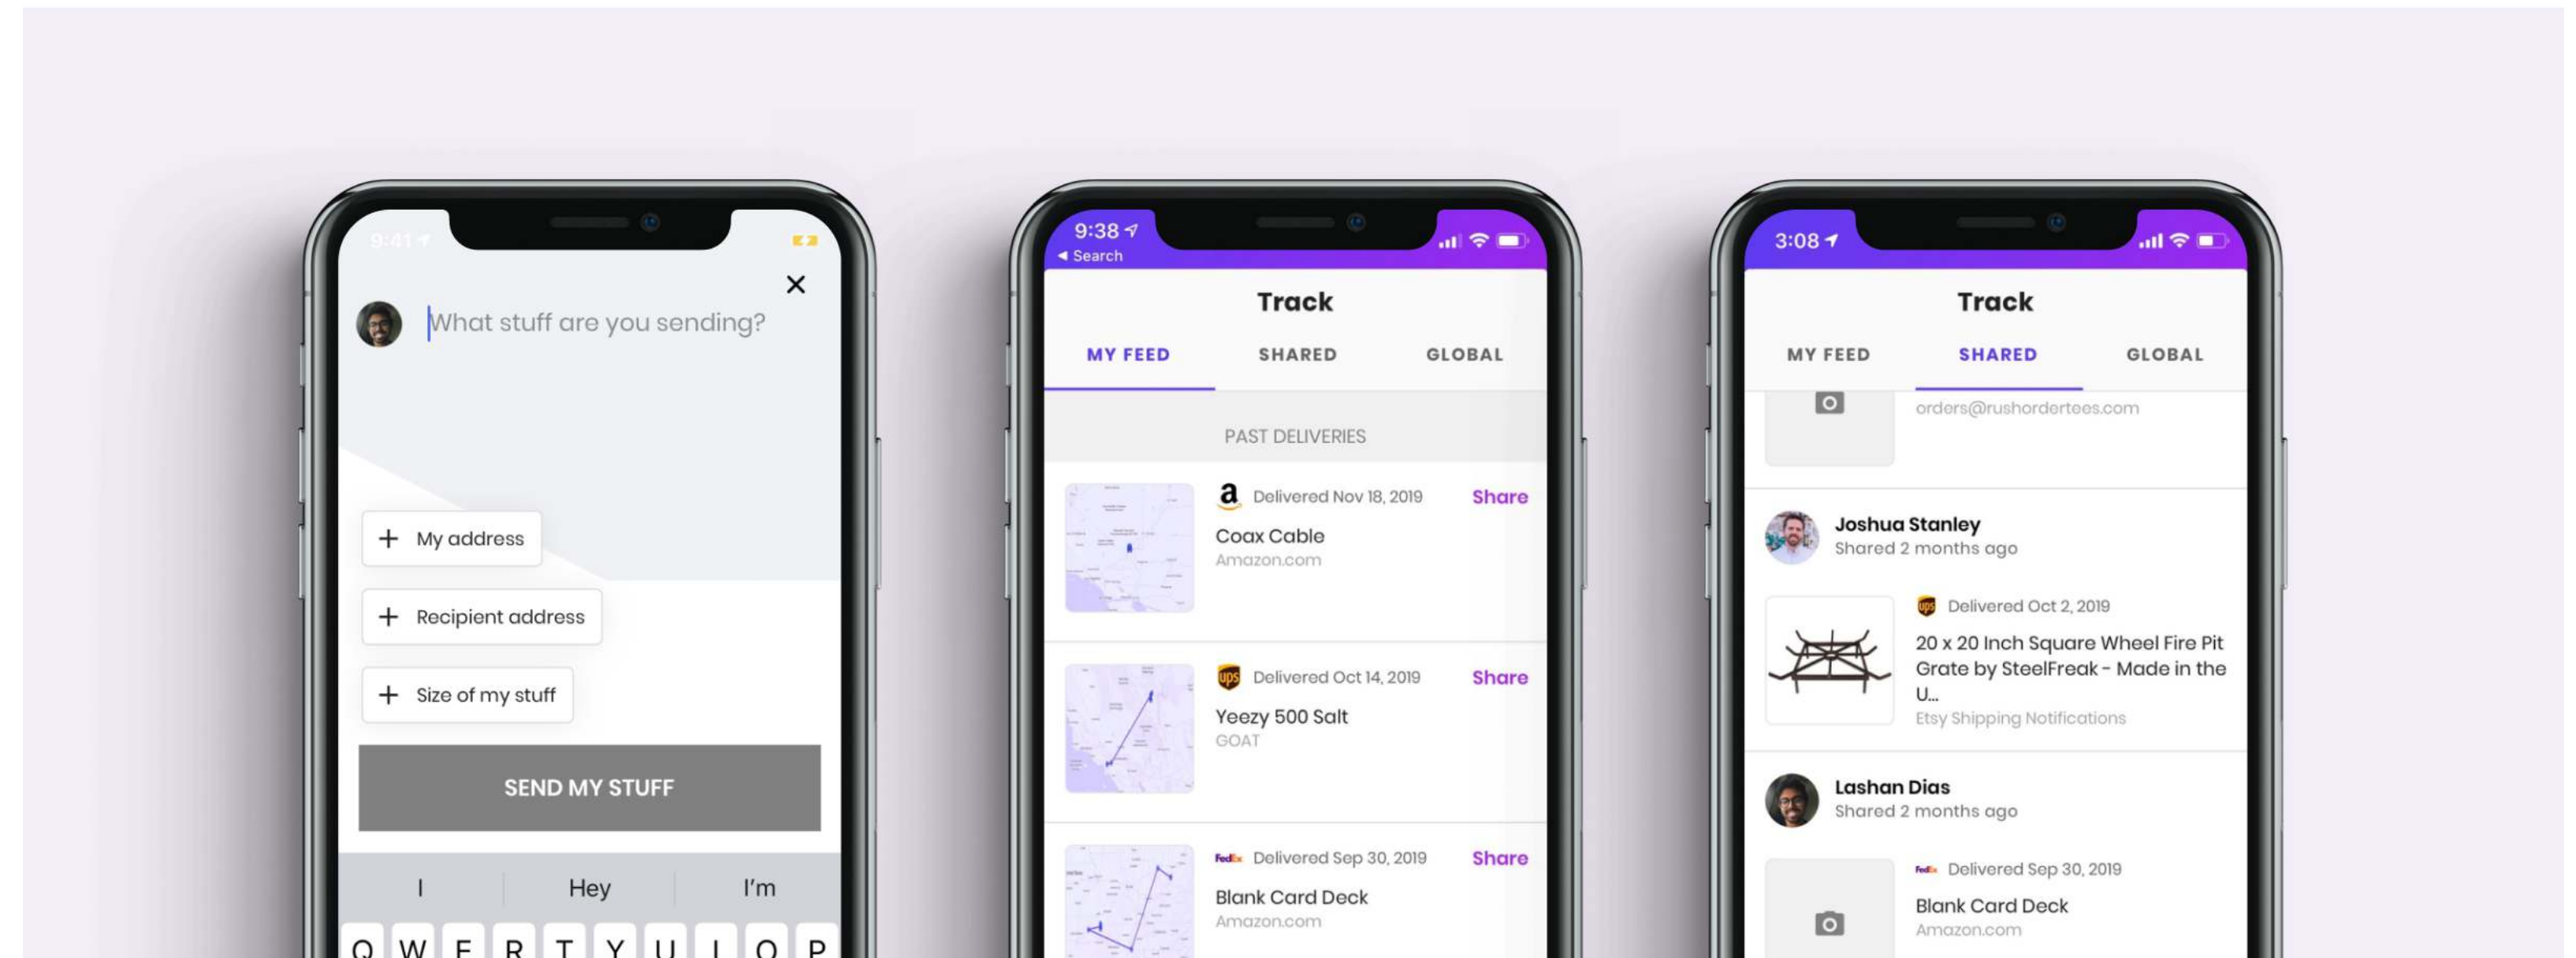 9:41
What stuff are you sending?
+ My address
+ Recipient address
+ Size of my stuff
SEND MY STUFF
I Hey I'm
Q W E R T Y U I O P
9:38
◀ Search
Track
MY FEED SHARED GLOBAL
PAST DELIVERIES
a Delivered Nov 18, 2019 Share
Coax Cable
Amazon.com
ups Delivered Oct 14, 2019 Share
Yeezy 500 Salt
GOAT
FedEx Delivered Sep 30, 2019 Share
Blank Card Deck
Amazon.com
3:08
Track
MY FEED SHARED GLOBAL
orders@rushordertees.com
Joshua Stanley
Shared 2 months ago
ups Delivered Oct 2, 2019
20 x 20 Inch Square Wheel Fire Pit
Grate by SteelFreak - Made in the
U...
Etsy Shipping Notifications
Lashan Dias
Shared 2 months ago
FedEx Delivered Sep 30, 2019
Blank Card Deck
Amazon.com